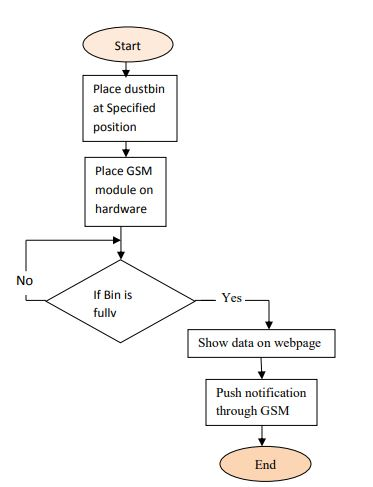 Start
Place dustbin
at Specified
position
Place GSM
module on
hardware
No
If Bin is
fully
Yes
Show data on webpage
Push notification
through GSM
End